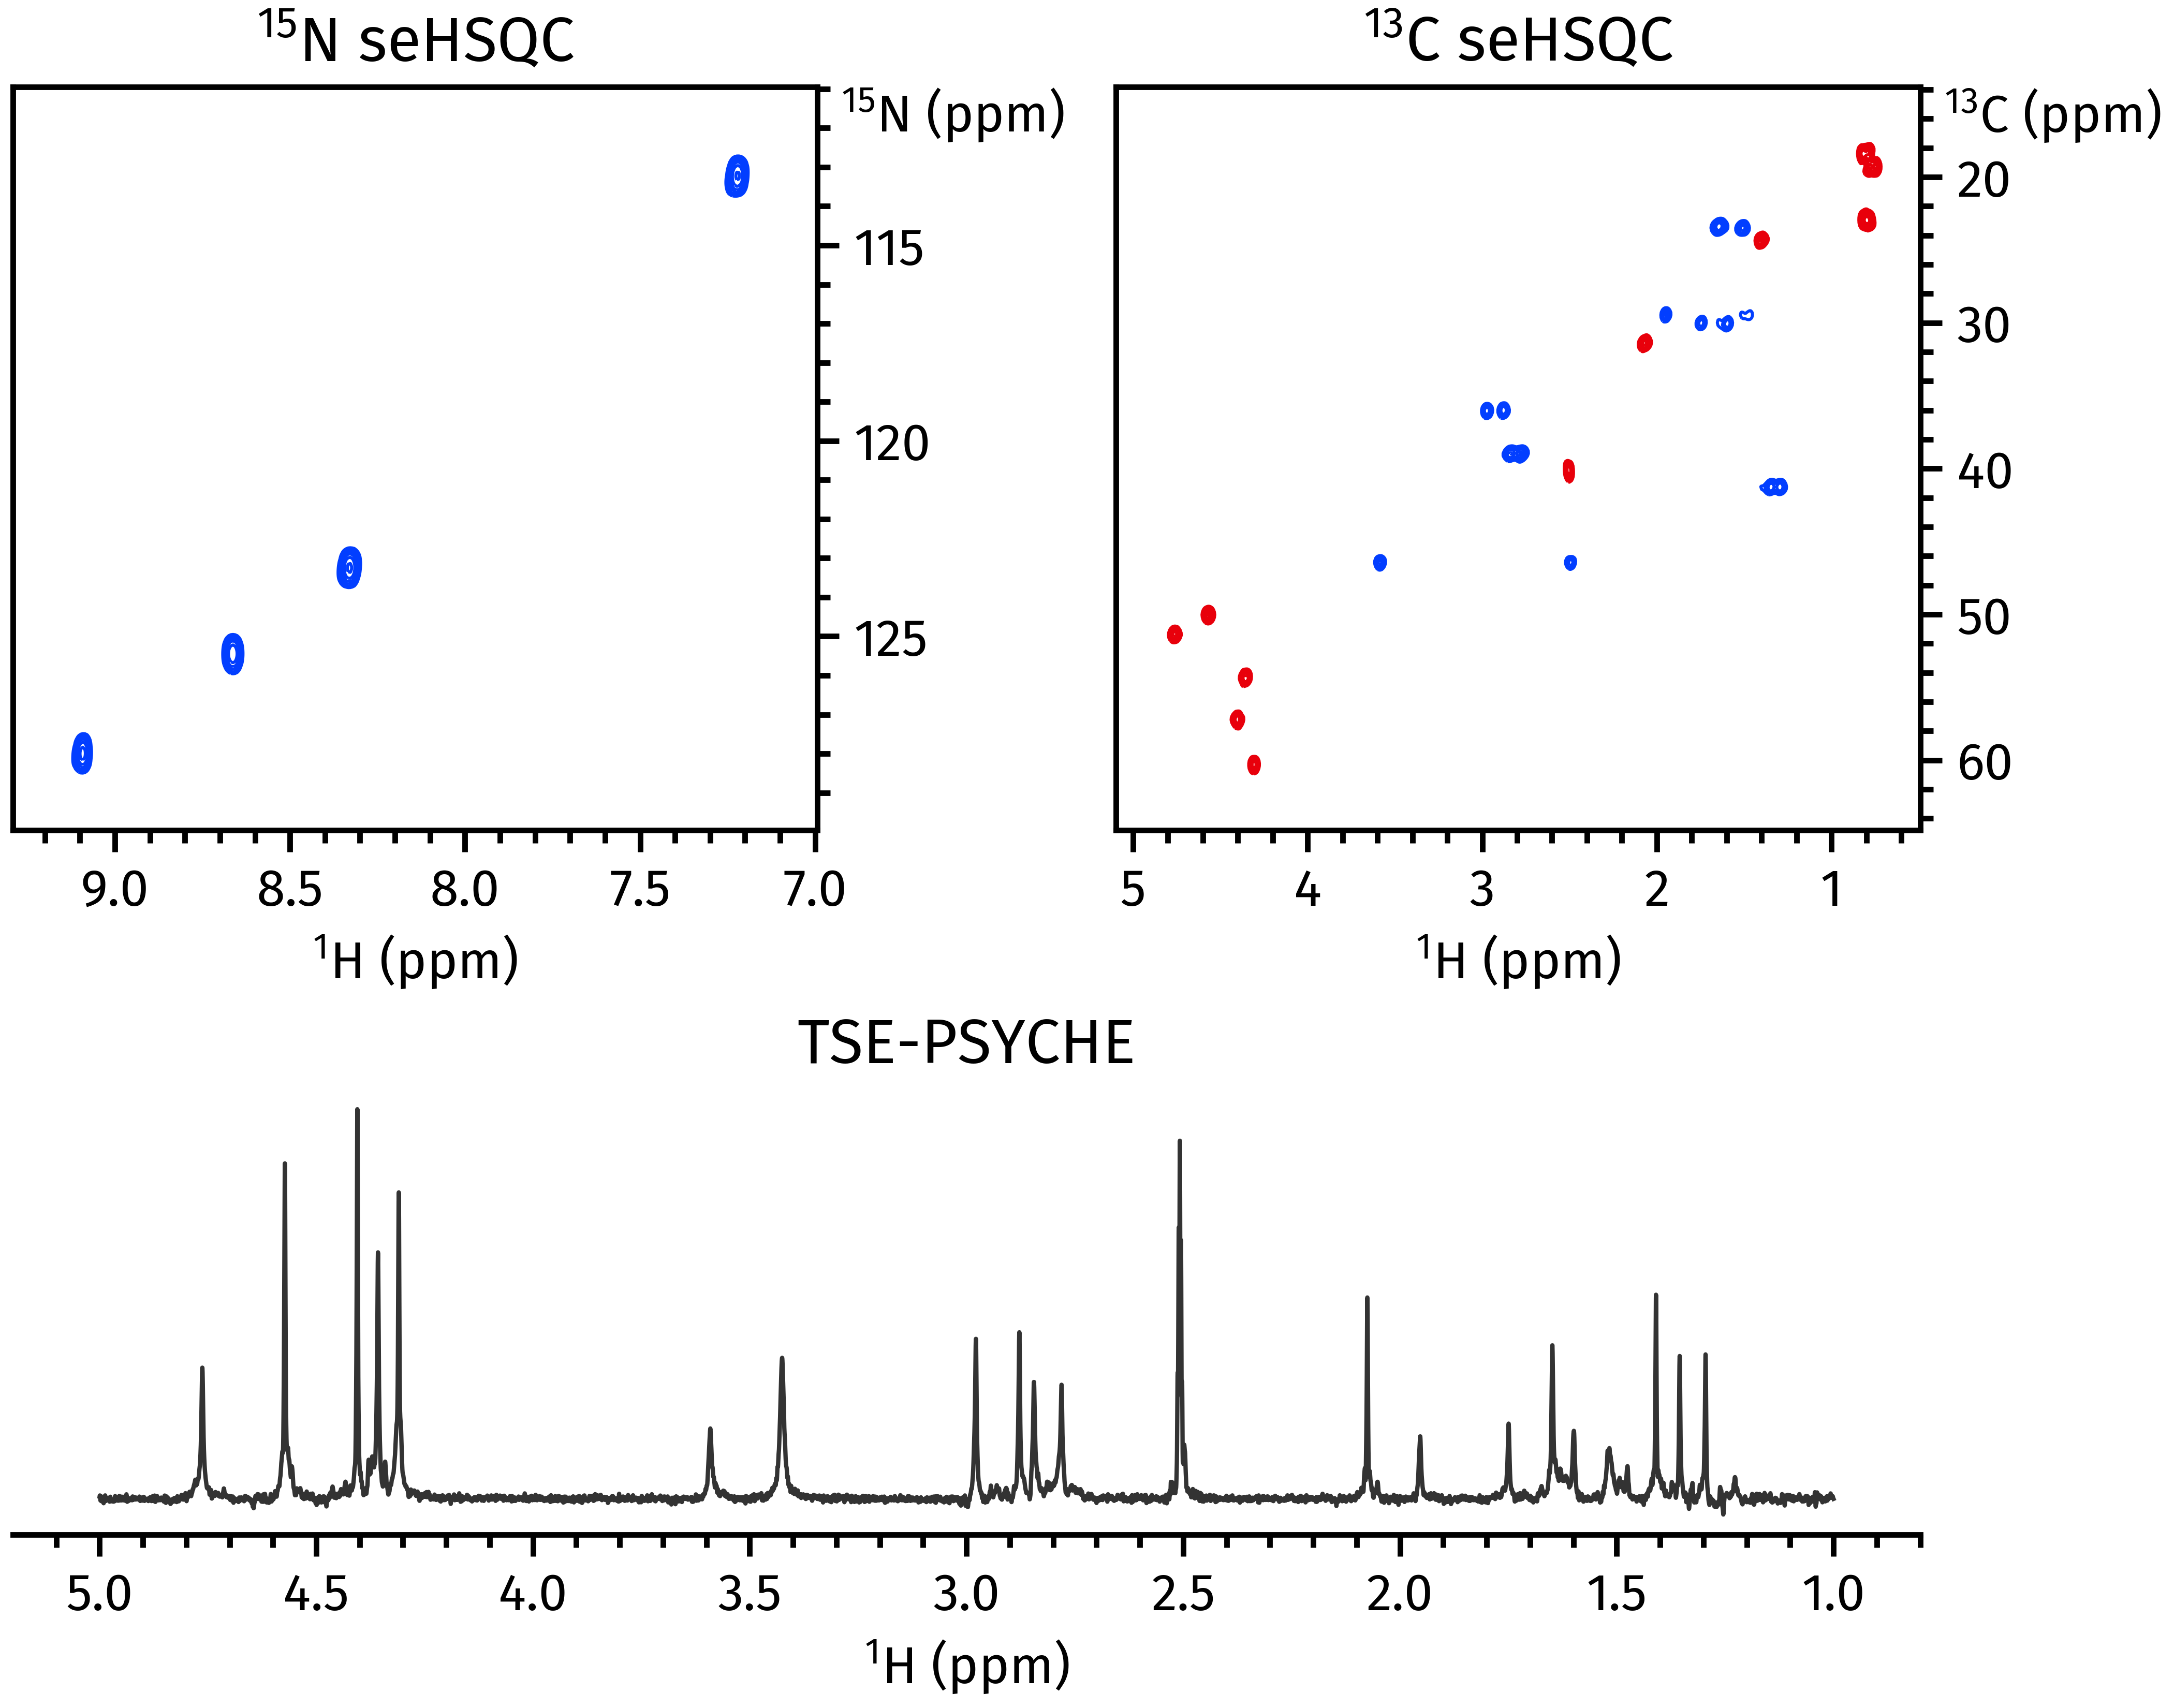 ¹⁵N seHSQC
¹⁵N (ppm)
115
120
125
9.0 8.5 8.0 7.5 7.0
¹H (ppm)
¹³C seHSQC
¹³C (ppm)
20
30
40
50
60
5 4 3 2 1
¹H (ppm)
TSE-PSYCHE
5.0 4.5 4.0 3.5 3.0 2.5 2.0 1.5 1.0
¹H (ppm)